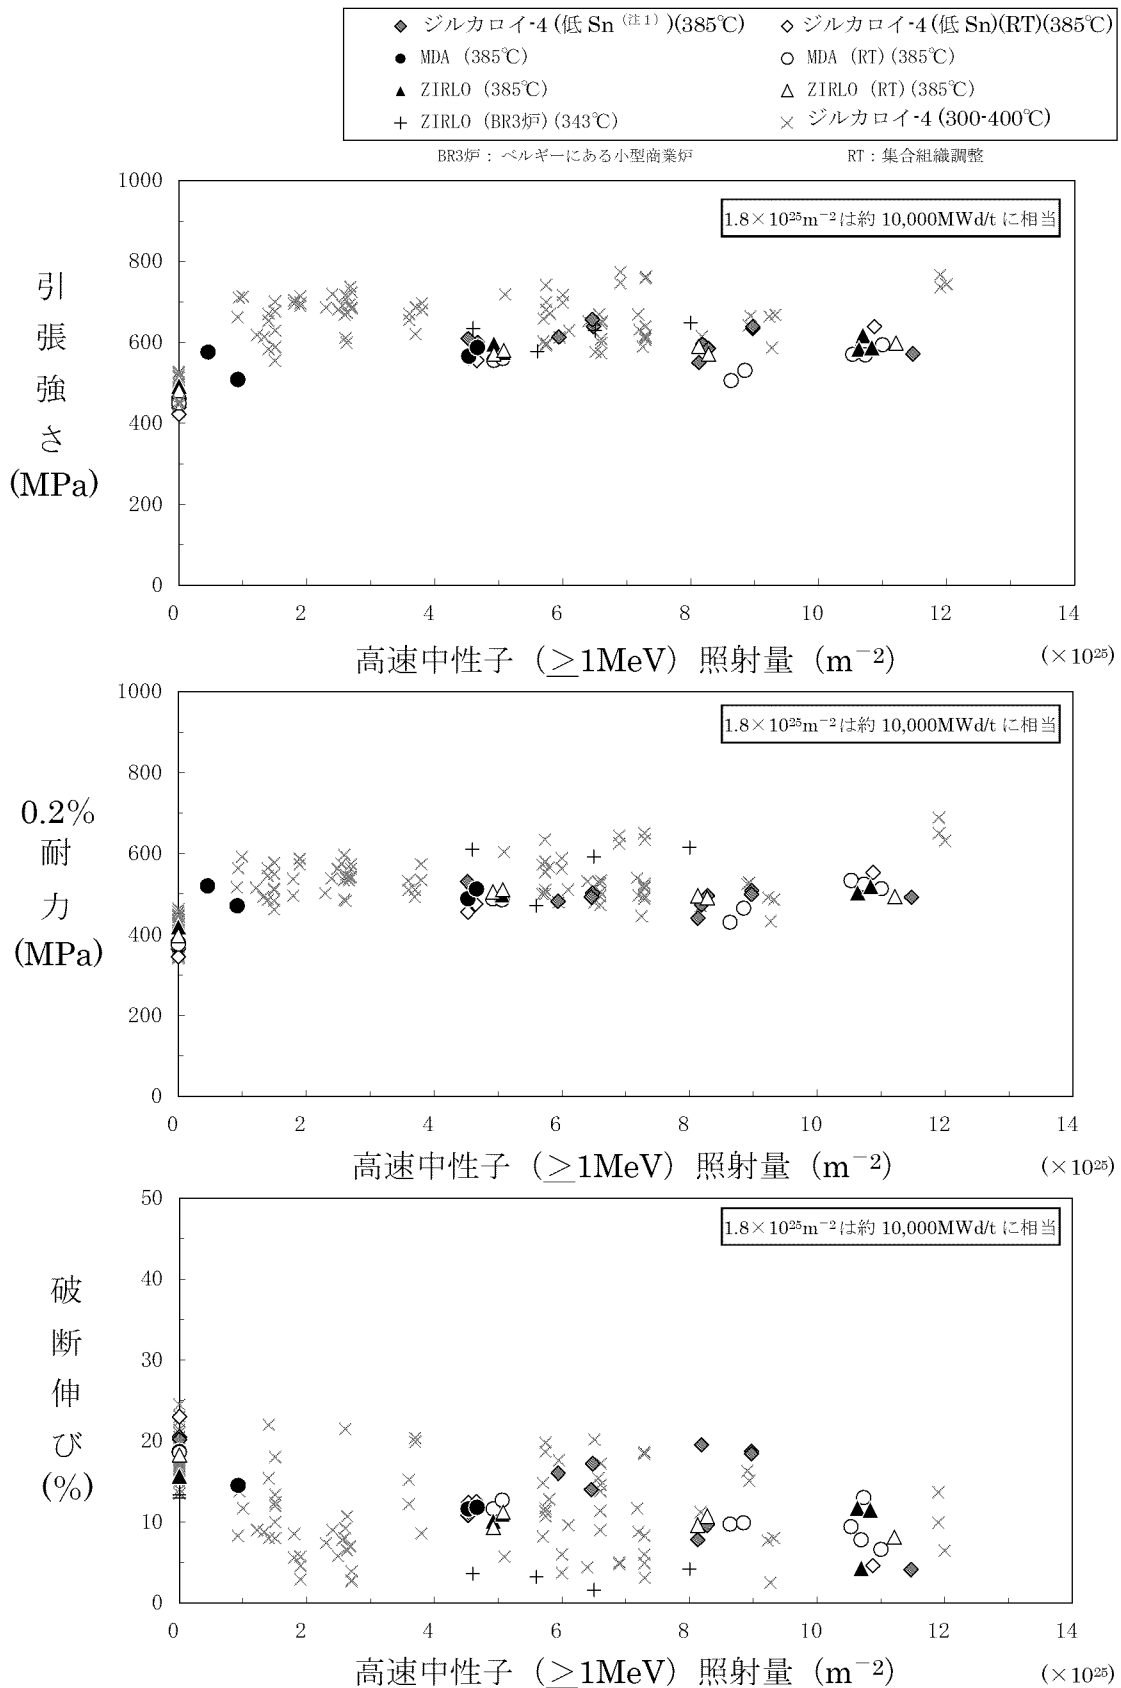 ジルカロイ-4 (低 Sn (注1) )(385℃) ジルカロイ-4 (低 Sn) (RT) (385℃)
MDA (385℃) MDA (RT) (385℃)
ZIRLO (385℃) ZIRLO (RT) (385℃)
ZIRLO (BR3炉) (343℃) ジルカロイ-4 (300-400℃)
BR3炉 : ベルギーにある小型商業炉 RT : 集合組織調整
1.8×10²⁵m⁻² は約 10,000MWd/t に相当
引張強さ
(MPa)
1000
800
600
400
200
0
0 2 4 6 8 10 12 14
高速中性子 (≥1MeV) 照射量 (m⁻²) (×10²⁵)
1.8×10²⁵m⁻² は約 10,000MWd/t に相当
0.2%
耐力
(MPa)
1000
800
600
400
200
0
0 2 4 6 8 10 12 14
高速中性子 (≥1MeV) 照射量 (m⁻²) (×10²⁵)
1.8×10²⁵m⁻² は約 10,000MWd/t に相当
破断伸び
(%)
50
40
30
20
10
0
0 2 4 6 8 10 12 14
高速中性子 (≥1MeV) 照射量 (m⁻²) (×10²⁵)